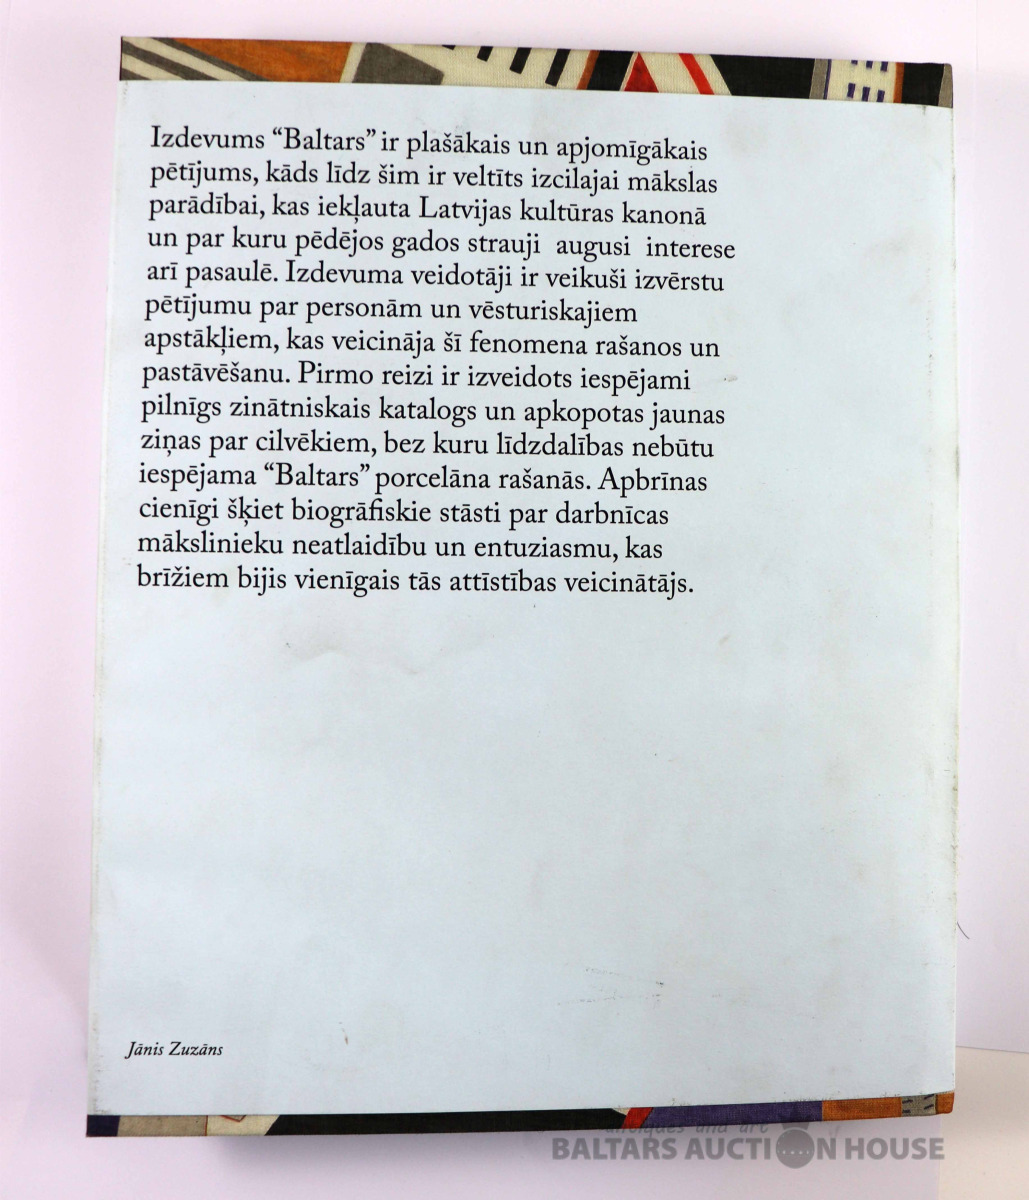 Izdevums “Baltars” ir plašākais un apjomīgākais
pētījums, kāds līdz šim ir veltīts izcilajai mākslas
parādībai, kas iekļauta Latvijas kultūras kanonā
un par kuru pēdējos gados strauji augusi interese
arī pasaulē. Izdevuma veidotāji ir veikuši izvērstu
pētījumu par personām un vēsturiskajiem
apstākļiem, kas veicināja šī fenomena rašanos un
pastāvēšanu. Pirmo reizi ir izveidots iespējami
pilnīgs zinātniskais katalogs un apkopotas jaunas
ziņas par cilvēkiem, bez kuru līdzdalības nebūtu
iespējama “Baltars” porcelāna rašanās. Apbrīnas
cienīgi šķiet biogrāfiskie stāsti par darbnīcas
mākslinieku neatlaidību un entuziasmu, kas
brīžiem bijis vienīgais tās attīstības veicinātājs.
Jānis Zuzāns
antiques and art
BALTARS AUCTION HOUSE